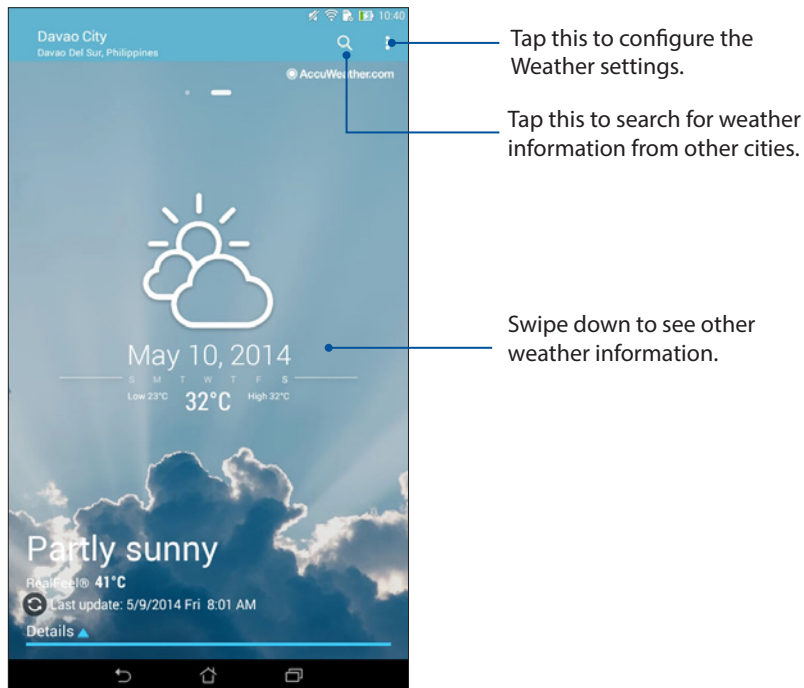 10:40
Davao City
Davao Del Sur, Philippines
AccuWeather.com
May 10, 2014
S M T W T F S
Low 23°C 32°C High 32°C
Partly sunny
RealFeel® 41°C
Last update: 5/9/2014 Fri 8:01 AM
Details
Tap this to configure the
Weather settings.
Tap this to search for weather
information from other cities.
Swipe down to see other
weather information.